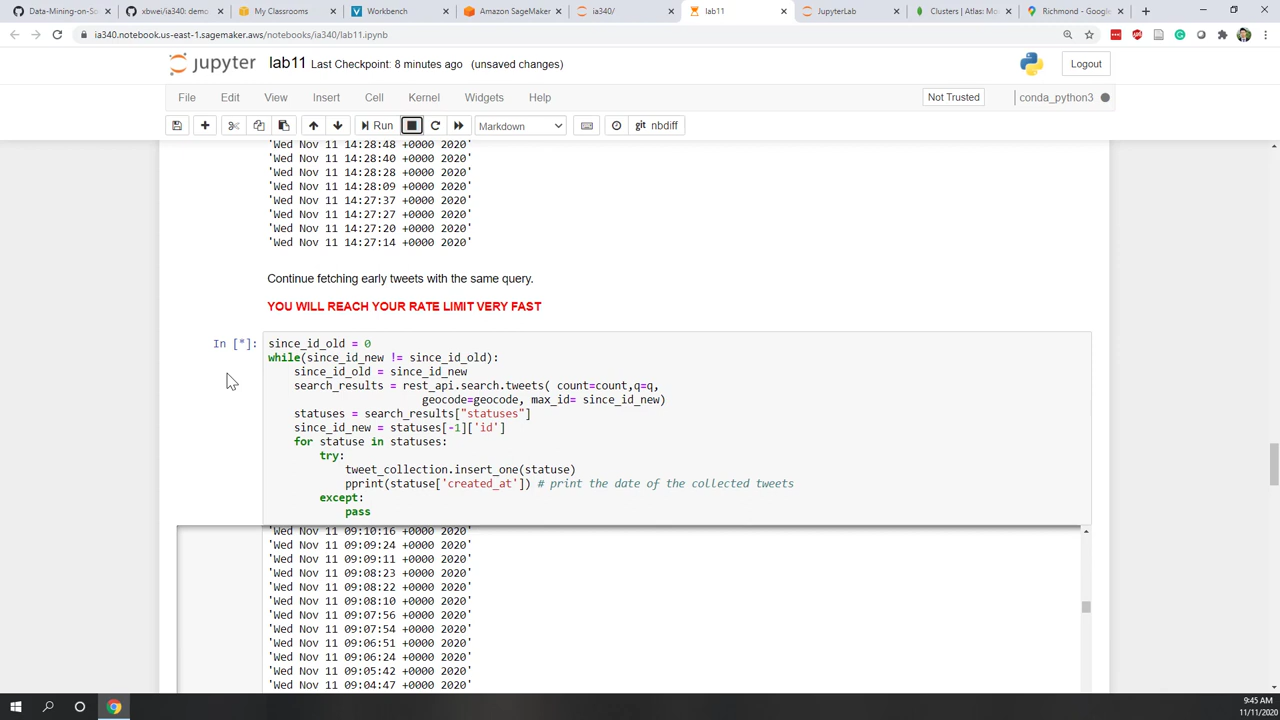 Data-Mining-on-So
xbwei/ia340: demo
My Classrooms
Workbench
Amazon SageMaker
ia340/
lab11
JupyterLab
Clusters | Atlas: Mo
Richmond - Google
ia340.notebook.us-east-1.sagemaker.aws/notebooks/ia340/lab11.ipynb
jupyter lab11 Last Checkpoint: 8 minutes ago (unsaved changes)
Logout
File Edit View Insert Cell Kernel Widgets Help
Not Trusted
conda_python3
Run
Markdown
git nbdiff
'Wed Nov 11 14:28:48 +0000 2020'
'Wed Nov 11 14:28:40 +0000 2020'
'Wed Nov 11 14:28:28 +0000 2020'
'Wed Nov 11 14:28:09 +0000 2020'
'Wed Nov 11 14:27:37 +0000 2020'
'Wed Nov 11 14:27:27 +0000 2020'
'Wed Nov 11 14:27:20 +0000 2020'
'Wed Nov 11 14:27:14 +0000 2020'
Continue fetching early tweets with the same query.
YOU WILL REACH YOUR RATE LIMIT VERY FAST
In [*]:
since_id_old = 0
while(since_id_new != since_id_old):
since_id_old = since_id_new
search_results = rest_api.search.tweets( count=count,q=q,
geocode=geocode, max_id= since_id_new)
statuses = search_results["statuses"]
since_id_new = statuses[-1]['id']
for statuse in statuses:
try:
tweet_collection.insert_one(statuse)
pprint(statuse['created_at']) # print the date of the collected tweets
except:
pass
'Wed Nov 11 09:10:16 +0000 2020'
'Wed Nov 11 09:09:24 +0000 2020'
'Wed Nov 11 09:09:11 +0000 2020'
'Wed Nov 11 09:08:23 +0000 2020'
'Wed Nov 11 09:08:22 +0000 2020'
'Wed Nov 11 09:08:10 +0000 2020'
'Wed Nov 11 09:07:56 +0000 2020'
'Wed Nov 11 09:07:54 +0000 2020'
'Wed Nov 11 09:06:51 +0000 2020'
'Wed Nov 11 09:06:24 +0000 2020'
'Wed Nov 11 09:05:42 +0000 2020'
'Wed Nov 11 09:04:47 +0000 2020'
9:45 AM
11/11/2020